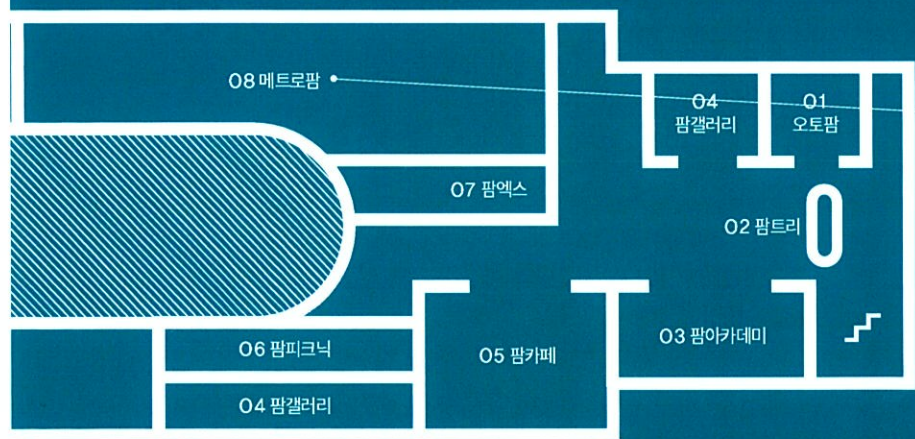 08 메트로팜
04
팜갤러리
01
오토팜
07 팜엑스
02 팜트리
03 팜아카데미
06 팜피크닉
05 팜카페
04 팜갤러리